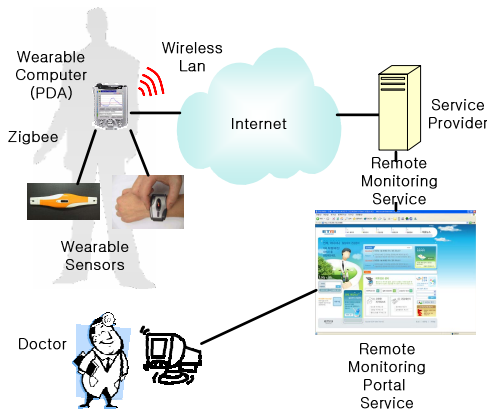 Wireless
Lan
Wearable
Computer
(PDA)
Internet
Service
Provider
Zigbee
Remote
Monitoring
Service
Wearable
Sensors
Doctor
Remote
Monitoring
Portal
Service